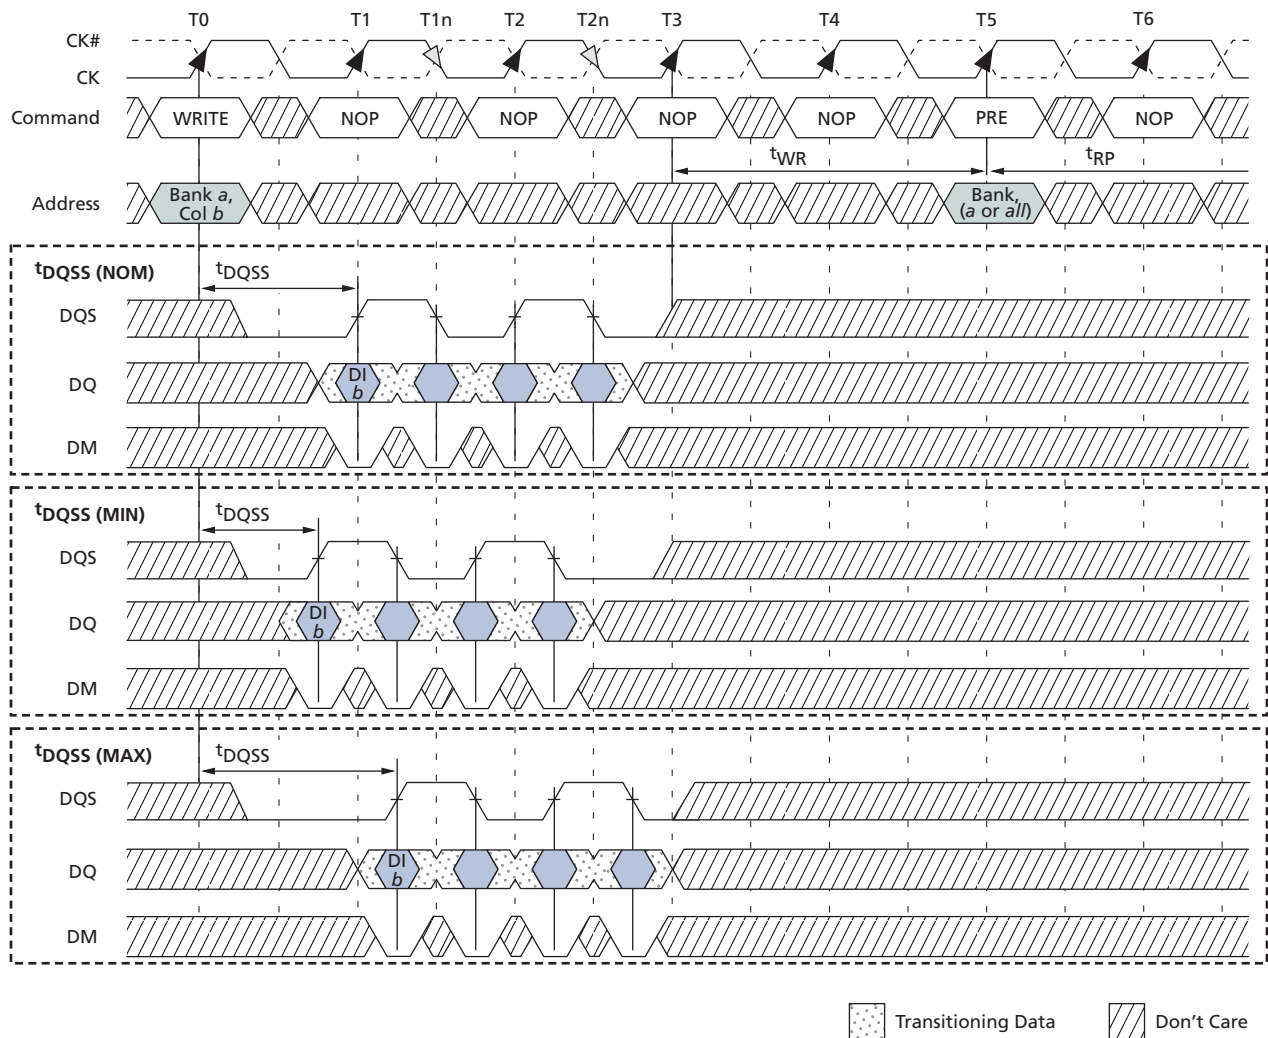 T0 T1 T1n T2 T2n T3 T4 T5 T6
CK#
CK
Command WRITE NOP NOP NOP NOP PRE NOP
tWR tRP
Address Bank a, Col b Bank, (a or all)
tDQSS (NOM) tDQSS
DQS
DQ DI b
DM
tDQSS (MIN) tDQSS
DQS
DQ DI b
DM
tDQSS (MAX) tDQSS
DQS
DQ DI b
DM
Transitioning Data Don't Care